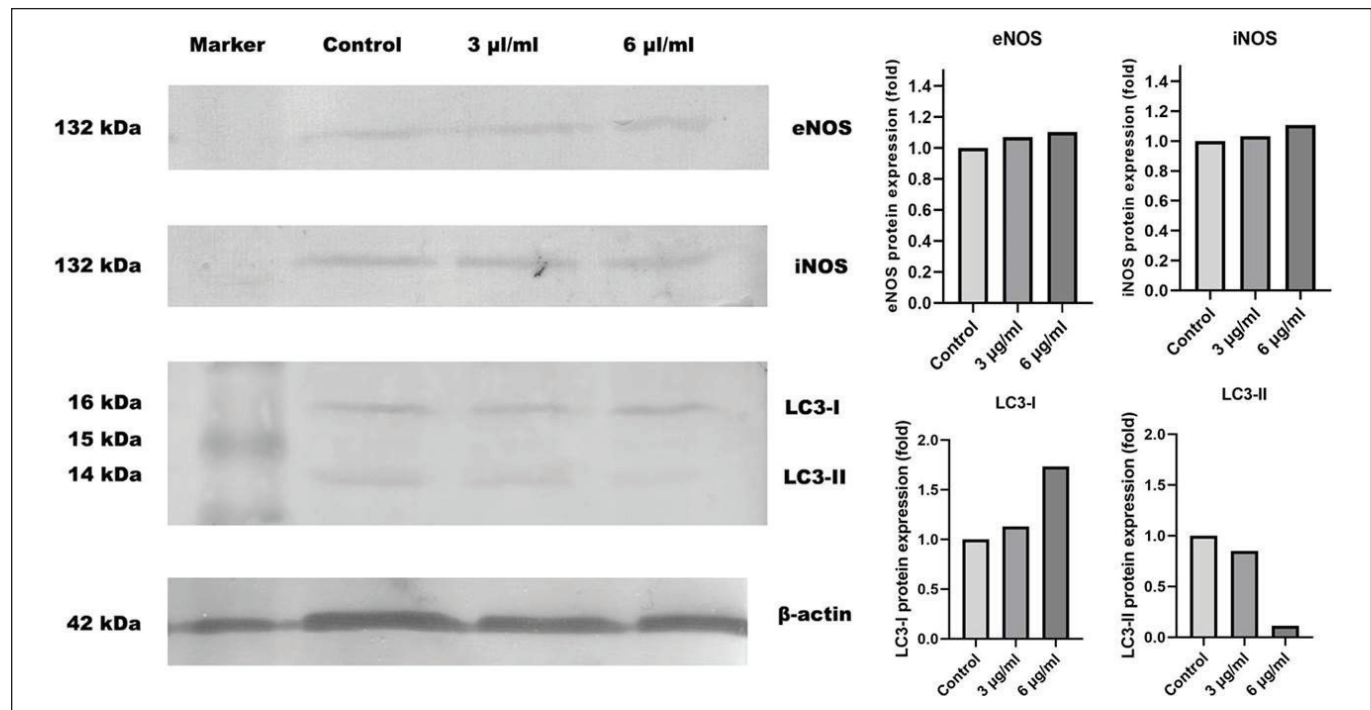 Marker Control 3 µl/ml 6 µl/ml
132 kDa eNOS
132 kDa iNOS
16 kDa LC3-I
15 kDa
14 kDa LC3-II
42 kDa β-actin
eNOS
eNOS protein expression (fold)
1.4
1.2
1.0
0.8
0.6
0.4
0.2
0.0
Control 3 µg/ml 6 µg/ml
iNOS
iNOS protein expression (fold)
1.4
1.2
1.0
0.8
0.6
0.4
0.2
0.0
Control 3 µg/ml 6 µg/ml
LC3-I
LC3-I protein expression (fold)
2.0
1.5
1.0
0.5
0.0
Control 3 µg/ml 6 µg/ml
LC3-II
LC3-II protein expression (fold)
2.0
1.5
1.0
0.5
0.0
Control 3 µg/ml 6 µg/ml